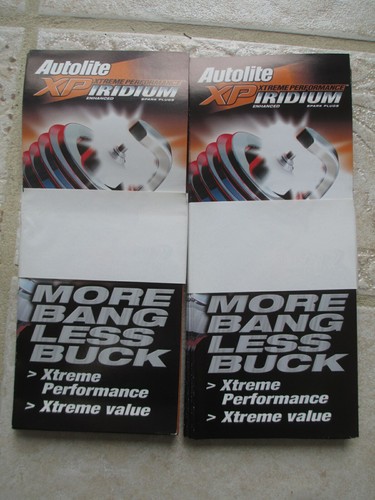 Autolite
XTREME PERFORMANCE
XP IRIDIUM
ENHANCED SPARK PLUGS
MORE
BANG
LESS
BUCK
> Xtreme
Performance
> Xtreme value
Autolite
XTREME PERFORMANCE
XP IRIDIUM
ENHANCED SPARK PLUGS
MORE
BANG
LESS
BUCK
> Xtreme
Performance
> Xtreme value